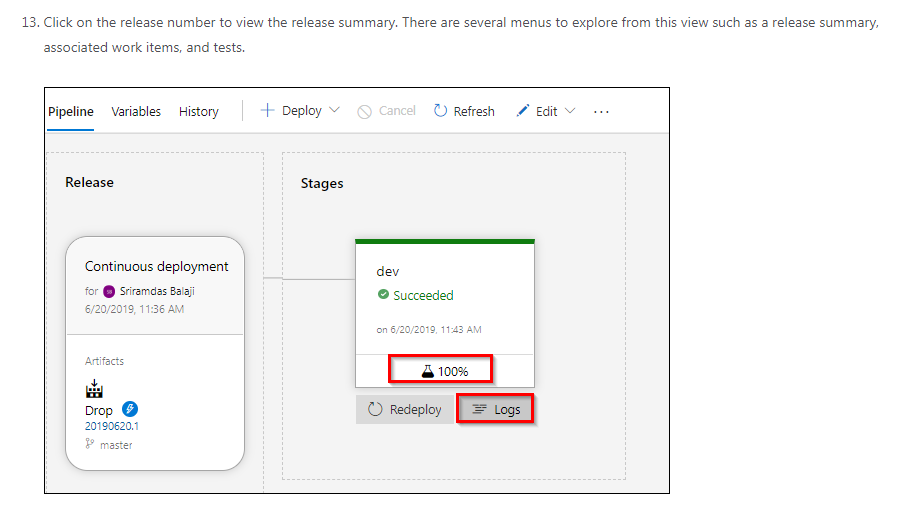 13. Click on the release number to view the release summary. There are several menus to explore from this view such as a release summary,
associated work items, and tests.
Pipeline Variables History Deploy Cancel Refresh Edit ...
Release
Continuous deployment
for Sriramdas Balaji
6/20/2019, 11:36 AM
Artifacts
Drop
20190620.1
master
Stages
dev
Succeeded
on 6/20/2019, 11:43 AM
100%
Redeploy Logs